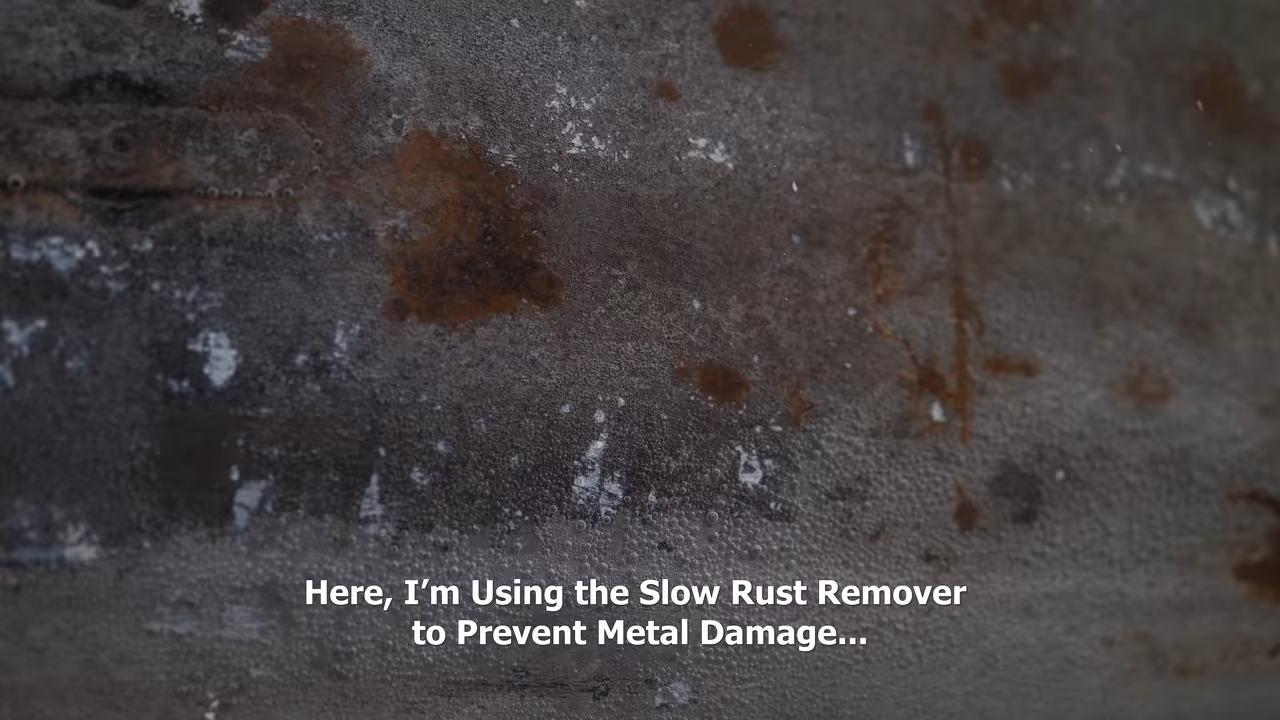 Here, I’m Using the Slow Rust Remover
to Prevent Metal Damage...